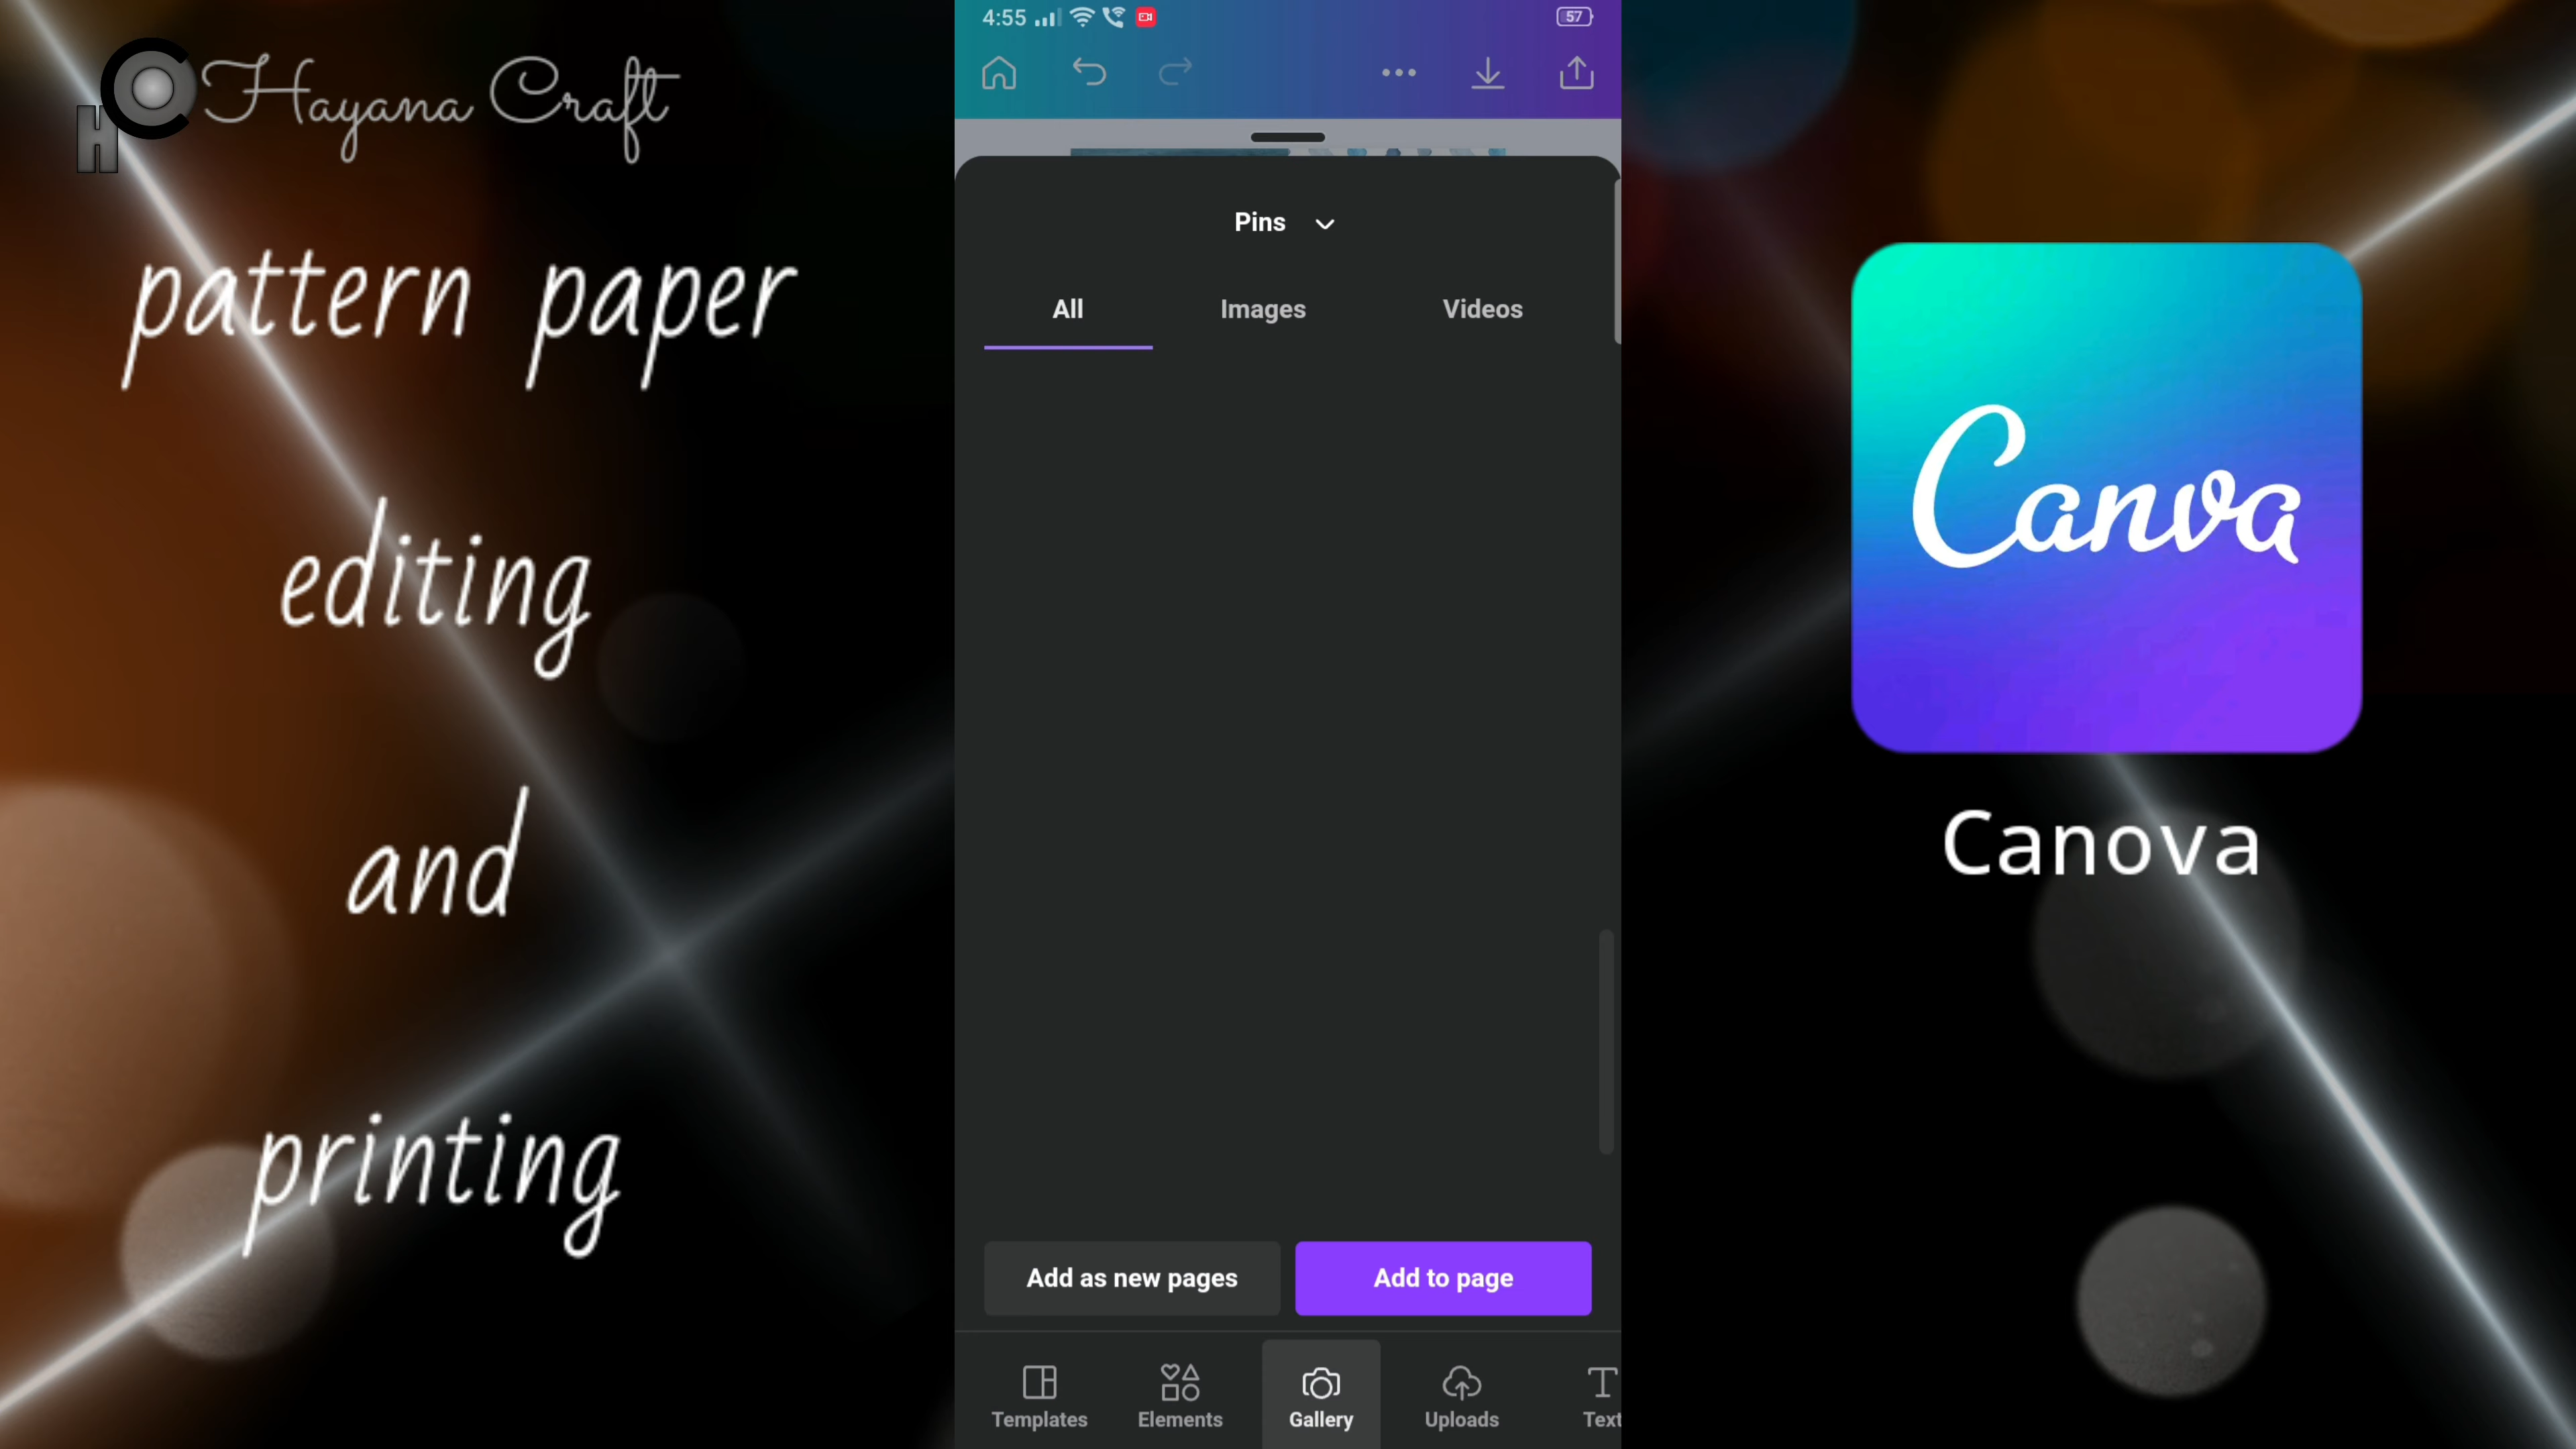 Hayana Craft
HC
pattern paper
editing
and
printing
4:55
57
Pins
All Images Videos
Add as new pages Add to page
Templates Elements Gallery Uploads Text
Canva
Canova